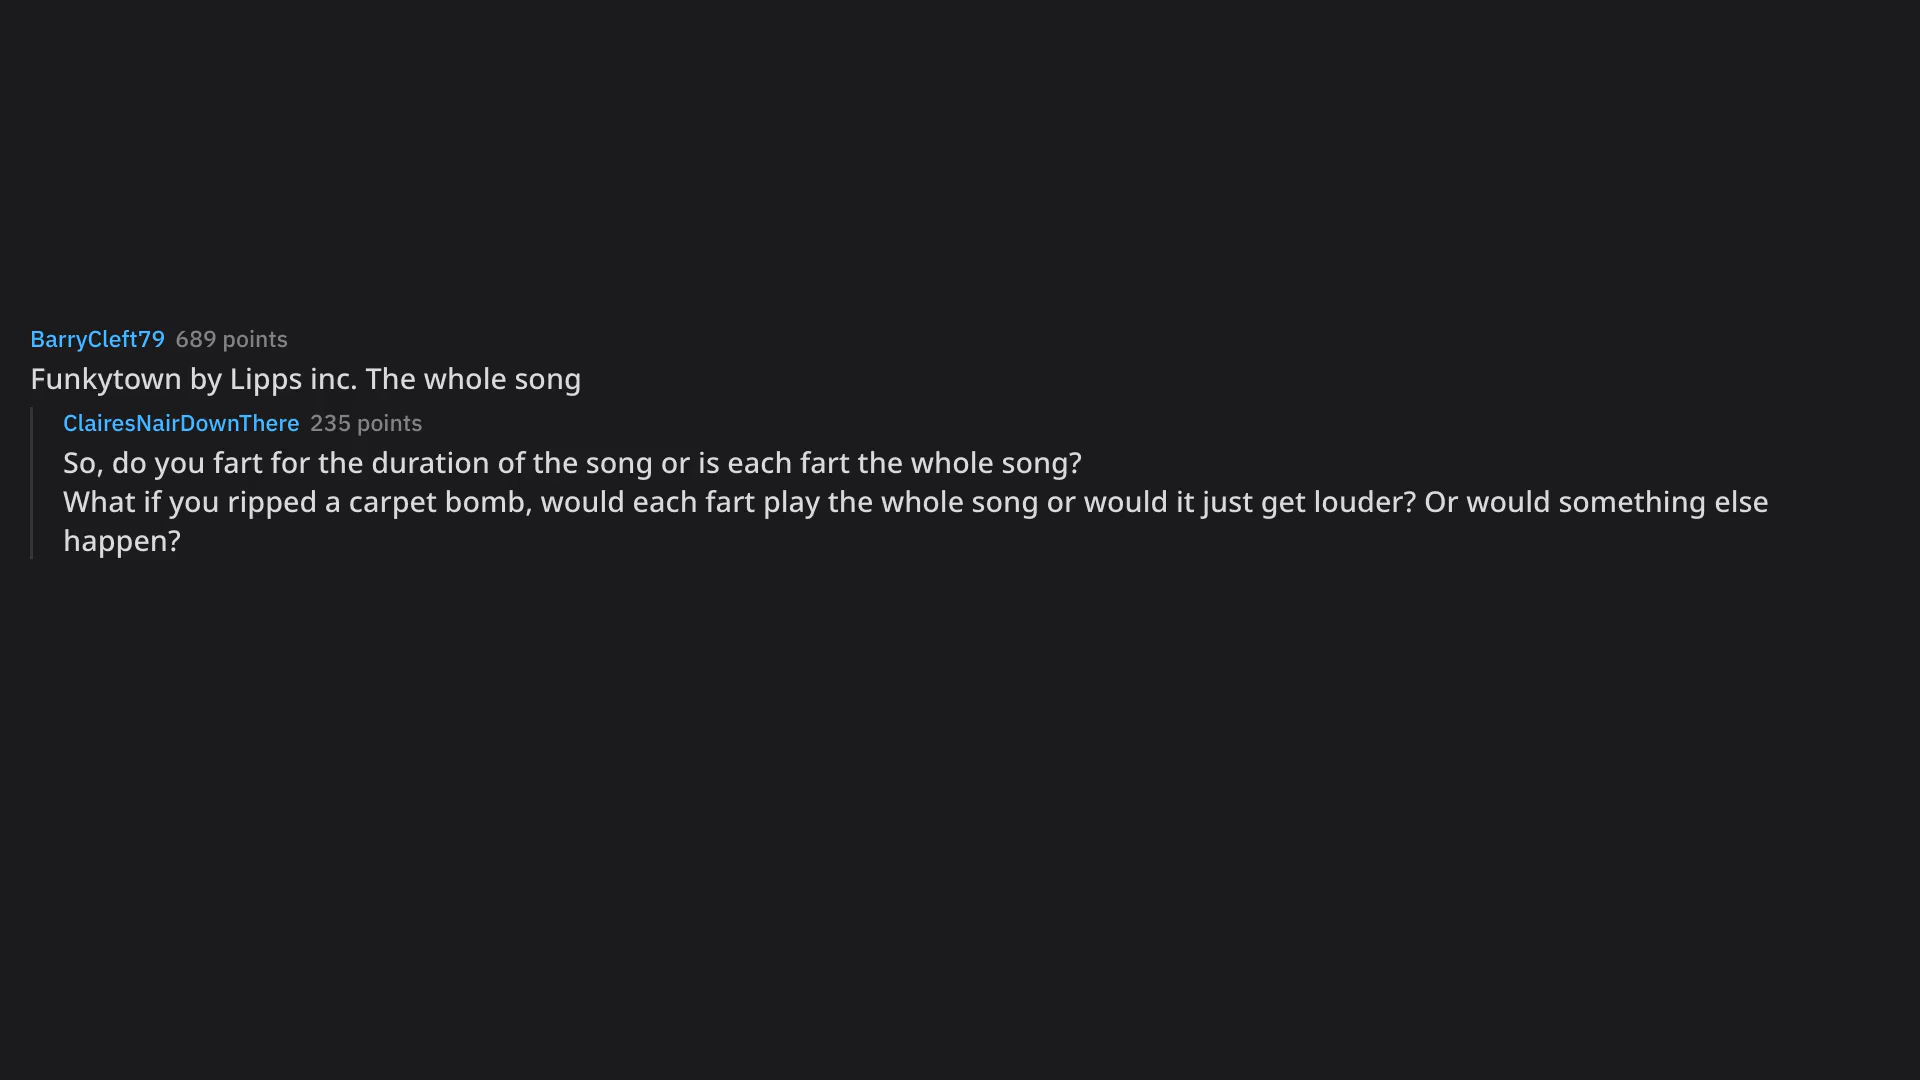 BarryCleft79 689 points
Funkytown by Lipps inc. The whole song
ClairesNairDownThere 235 points
So, do you fart for the duration of the song or is each fart the whole song?
What if you ripped a carpet bomb, would each fart play the whole song or would it just get louder? Or would something else
happen?